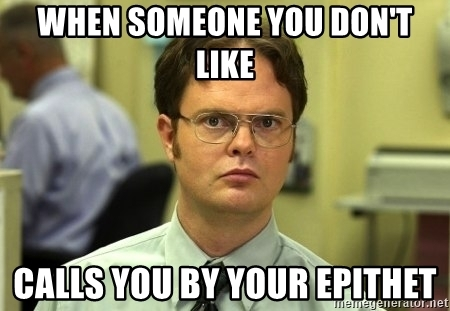 WHEN SOMEONE YOU DON'T
LIKE
CALLS YOU BY YOUR EPITHET
memegenerator.net